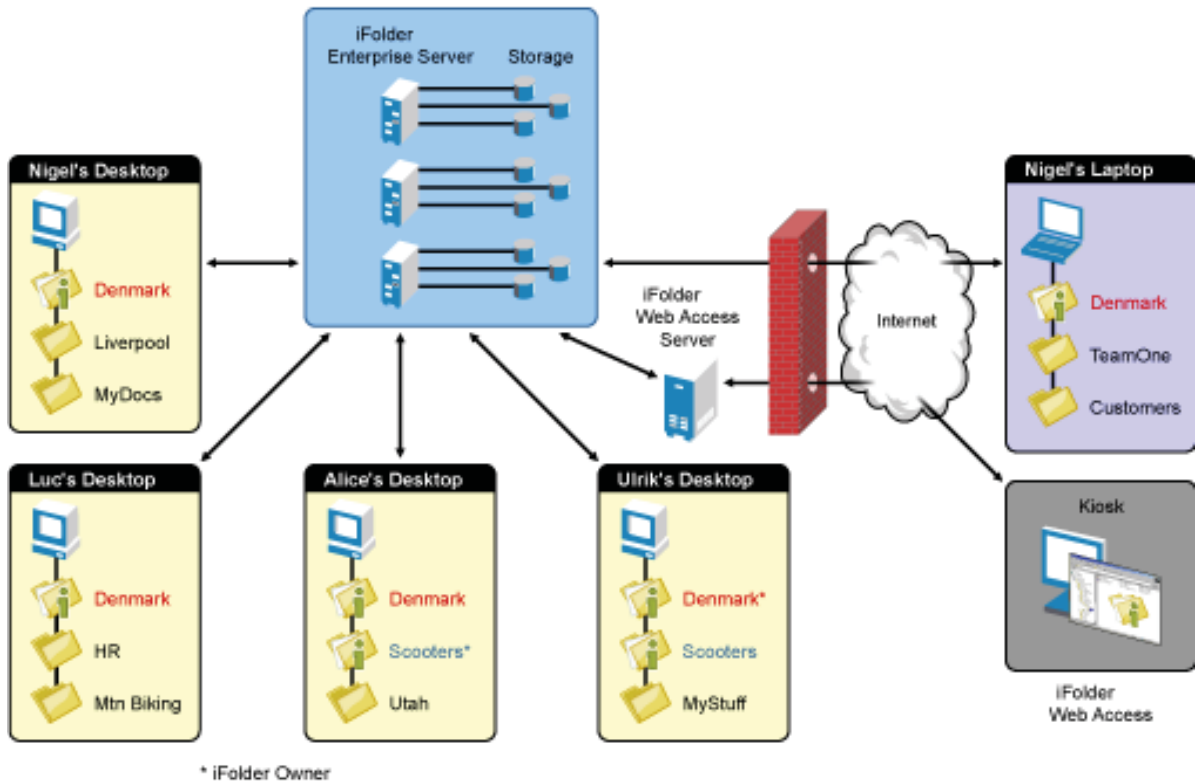 iFolder
Enterprise Server
Storage
Nigel's Desktop
Denmark
Liverpool
MyDocs
Nigel's Laptop
Denmark
TeamOne
Customers
iFolder
Web Access
Server
Internet
Luc's Desktop
Denmark
HR
Mtn Biking
Alice's Desktop
Denmark
Scooters*
Utah
Ulrik's Desktop
Denmark*
Scooters
MyStuff
Kiosk
iFolder
Web Access
* iFolder Owner